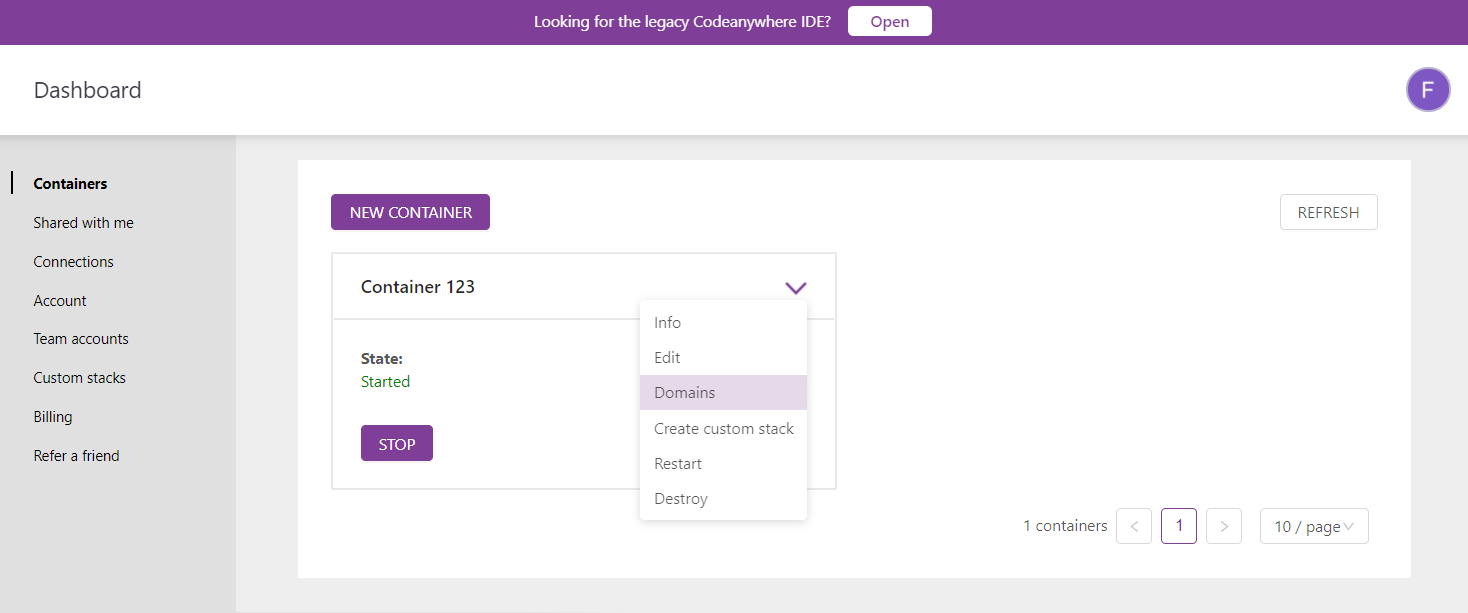 Looking for the legacy Codeanywhere IDE? Open
Dashboard
F
Containers
Shared with me
Connections
Account
Team accounts
Custom stacks
Billing
Refer a friend
NEW CONTAINER
REFRESH
Container 123
State:
Started
STOP
Info
Edit
Domains
Create custom stack
Restart
Destroy
1 containers < 1 > 10 / page